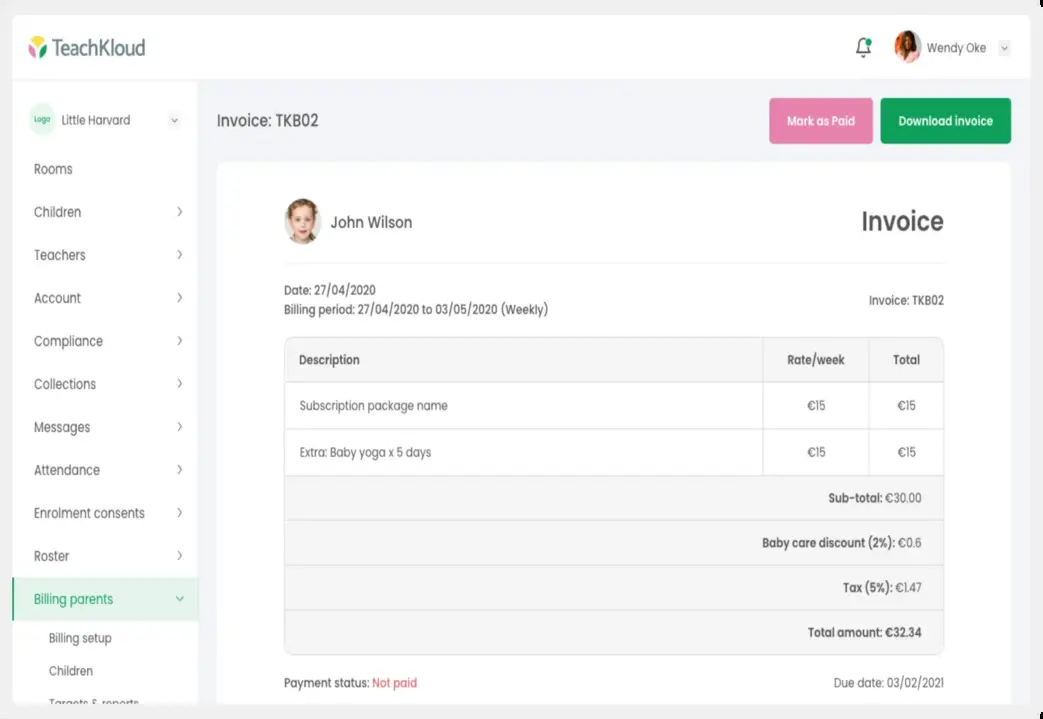 TeachKloud
Wendy Oke
Logo
Little Harvard
Rooms
Children
Teachers
Account
Compliance
Collections
Messages
Attendance
Enrolment consents
Roster
Billing parents
Billing setup
Children
Targets & reports
Invoice: TKB02
Mark as Paid
Download invoice
John Wilson
Invoice
Date: 27/04/2020
Billing period: 27/04/2020 to 03/05/2020 (Weekly)
Invoice: TKB02
Description Rate/week Total
Subscription package name €15 €15
Extra: Baby yoga x 5 days €15 €15
Sub-total: €30.00
Baby care discount (2%): €0.6
Tax (5%): €1.47
Total amount: €32.34
Payment status: Not paid
Due date: 03/02/2021